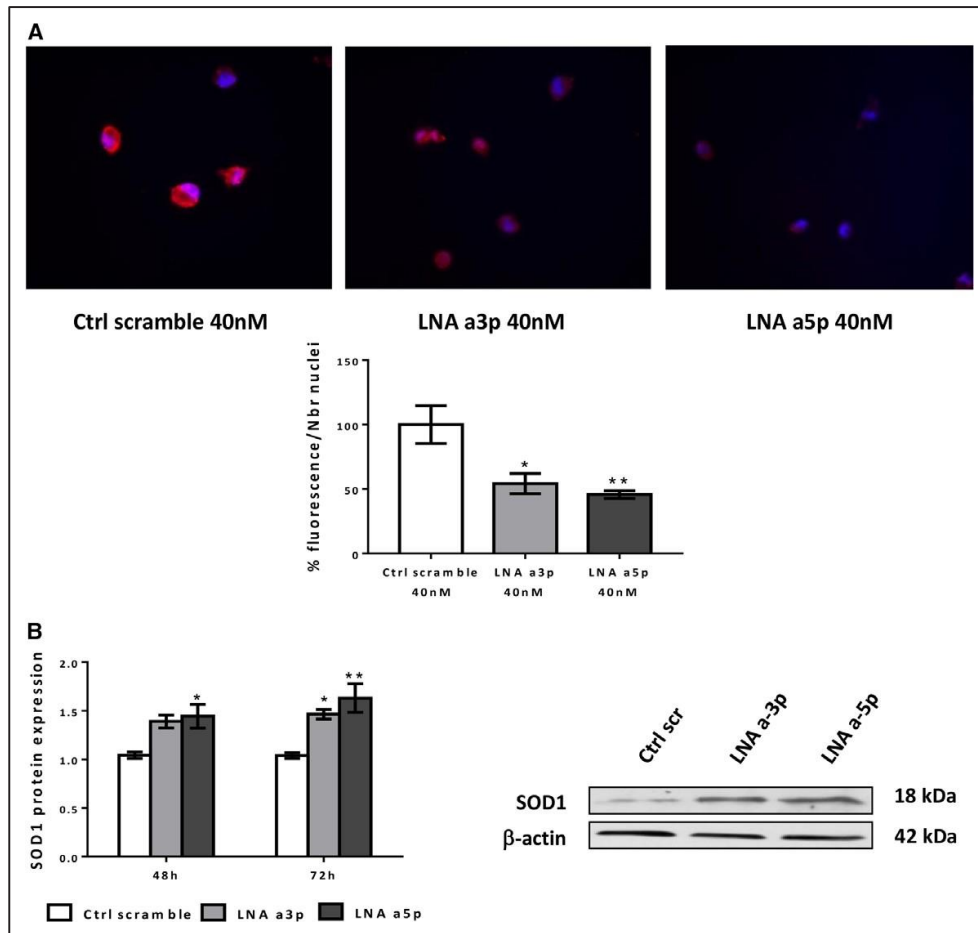 A
Ctrl scramble 40nM LNA a3p 40nM LNA a5p 40nM
% fluorescence/Nbr nuclei
150
100
50
0
*
**
Ctrl scramble LNA a3p LNA a5p
40nM 40nM 40nM
B
SOD1 protein expression
2.0
1.5
1.0
0.5
0.0
*
*
**
48h 72h
Ctrl scramble LNA a3p LNA a5p
Ctrl scr LNA a-3p LNA a-5p
SOD1 18 kDa
β-actin 42 kDa